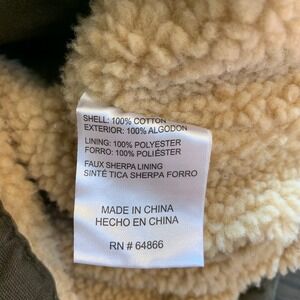 SHELL: 100% COTTON
EXTERIOR: 100% ALGODON
LINING: 100% POLYESTER
FORRO: 100% POLIÉSTER
FAUX SHERPA LINING
SINTÉ TICA SHERPA FORRO
MADE IN CHINA
HECHO EN CHINA
RN # 64866